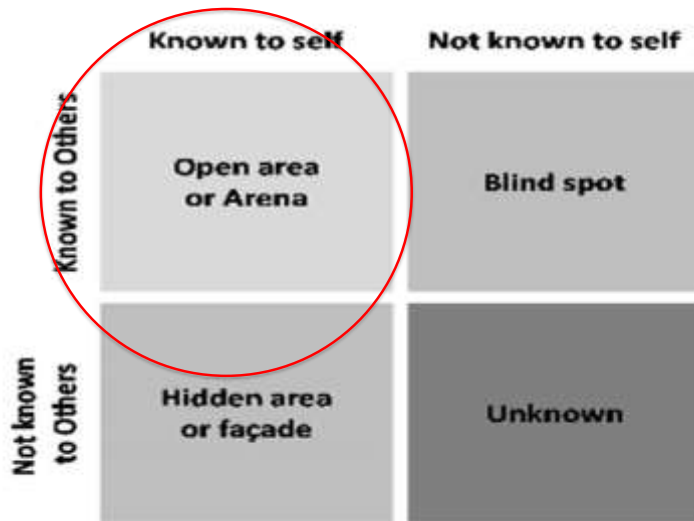 Known to self
Not known to self
Known to Others
Open area
or Arena
Blind spot
Not known
to Others
Hidden area
or façade
Unknown